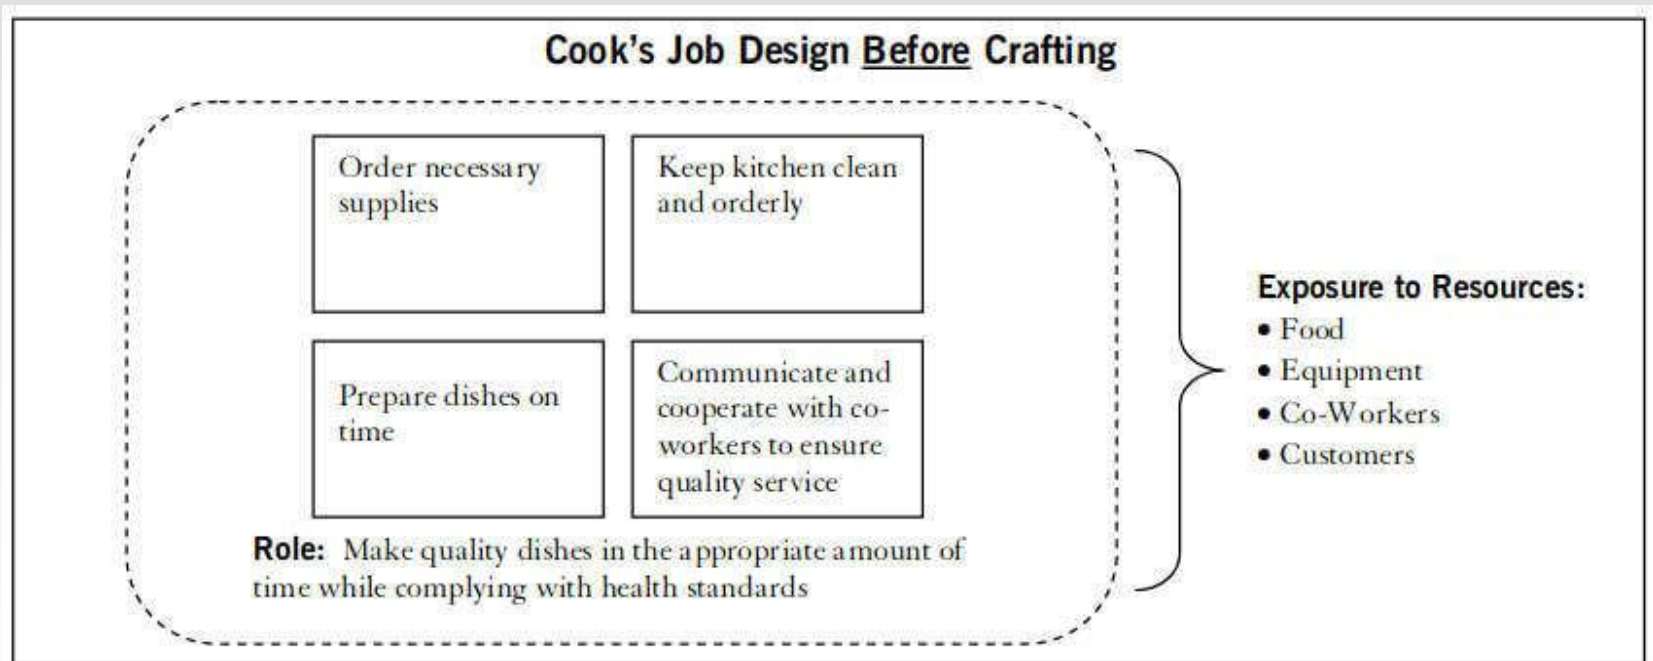 Cook's Job Design Before Crafting
Order necessary
supplies
Keep kitchen clean
and orderly
Prepare dishes on
time
Communicate and
cooperate with co-
workers to ensure
quality service
Role: Make quality dishes in the appropriate amount of
time while complying with health standards
Exposure to Resources:
• Food
• Equipment
• Co-Workers
• Customers